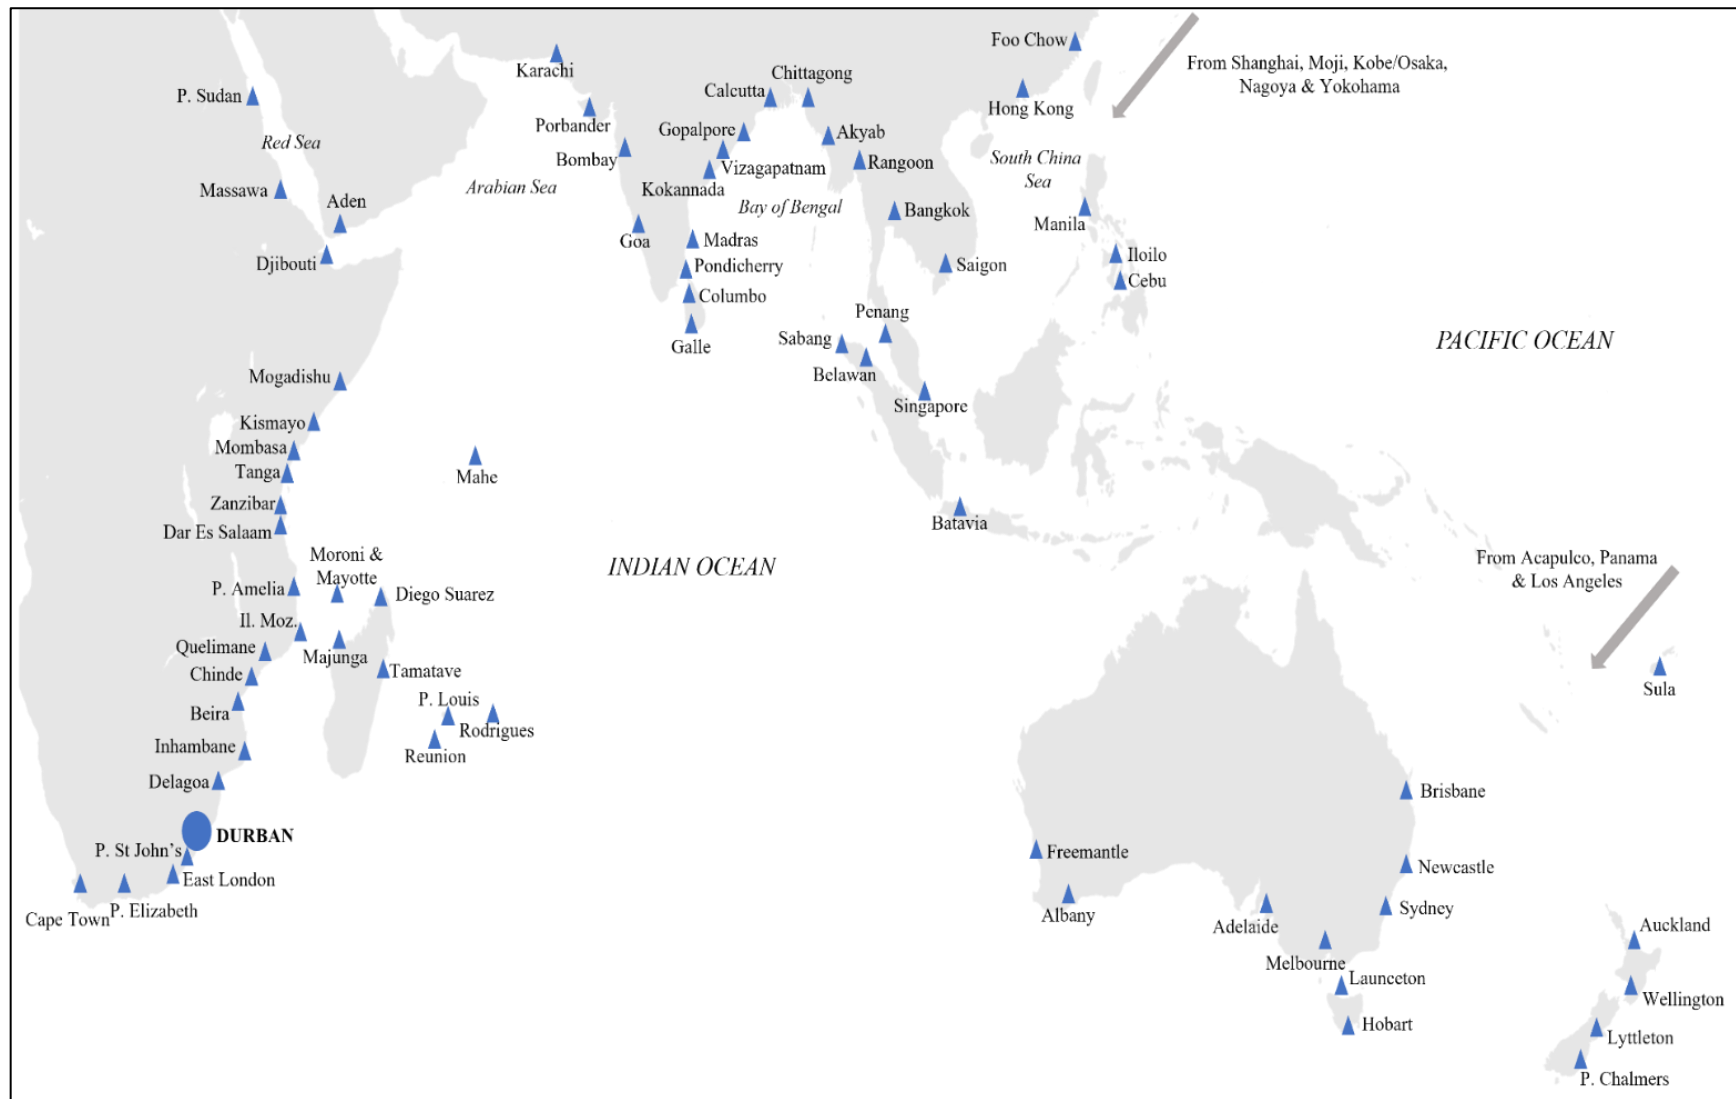 Foo Chow
From Shanghai, Moji, Kobe/Osaka,
Nagoya & Yokohama
Karachi
Chittagong
P. Sudan
Calcutta
Hong Kong
Porbander
Gopalpore
Akyab
Red Sea
Bombay
Vizagapatnam
Rangoon
South China
Sea
Massawa
Arabian Sea
Kokannada
Aden
Bay of Bengal
Bangkok
Manila
Goa
Madras
Djibouti
Pondicherry
Saigon
Iloilo
Cebu
Columbo
Penang
Galle
Sabang
PACIFIC OCEAN
Mogadishu
Belawan
Singapore
Kismayo
Mombasa
Tanga
Mahe
Zanzibar
Dar Es Salaam
Batavia
Moroni &
Mayotte
INDIAN OCEAN
From Acapulco, Panama
& Los Angeles
P. Amelia
Diego Suarez
Il. Moz.
Quelimane
Majunga
Chinde
Tamatave
P. Louis
Sula
Beira
Rodrigues
Inhambane
Reunion
Delagoa
Brisbane
DURBAN
P. St John’s
Freemantle
East London
Newcastle
Cape Town
P. Elizabeth
Albany
Adelaide
Sydney
Auckland
Melbourne
Launceton
Wellington
Hobart
Lyttleton
P. Chalmers